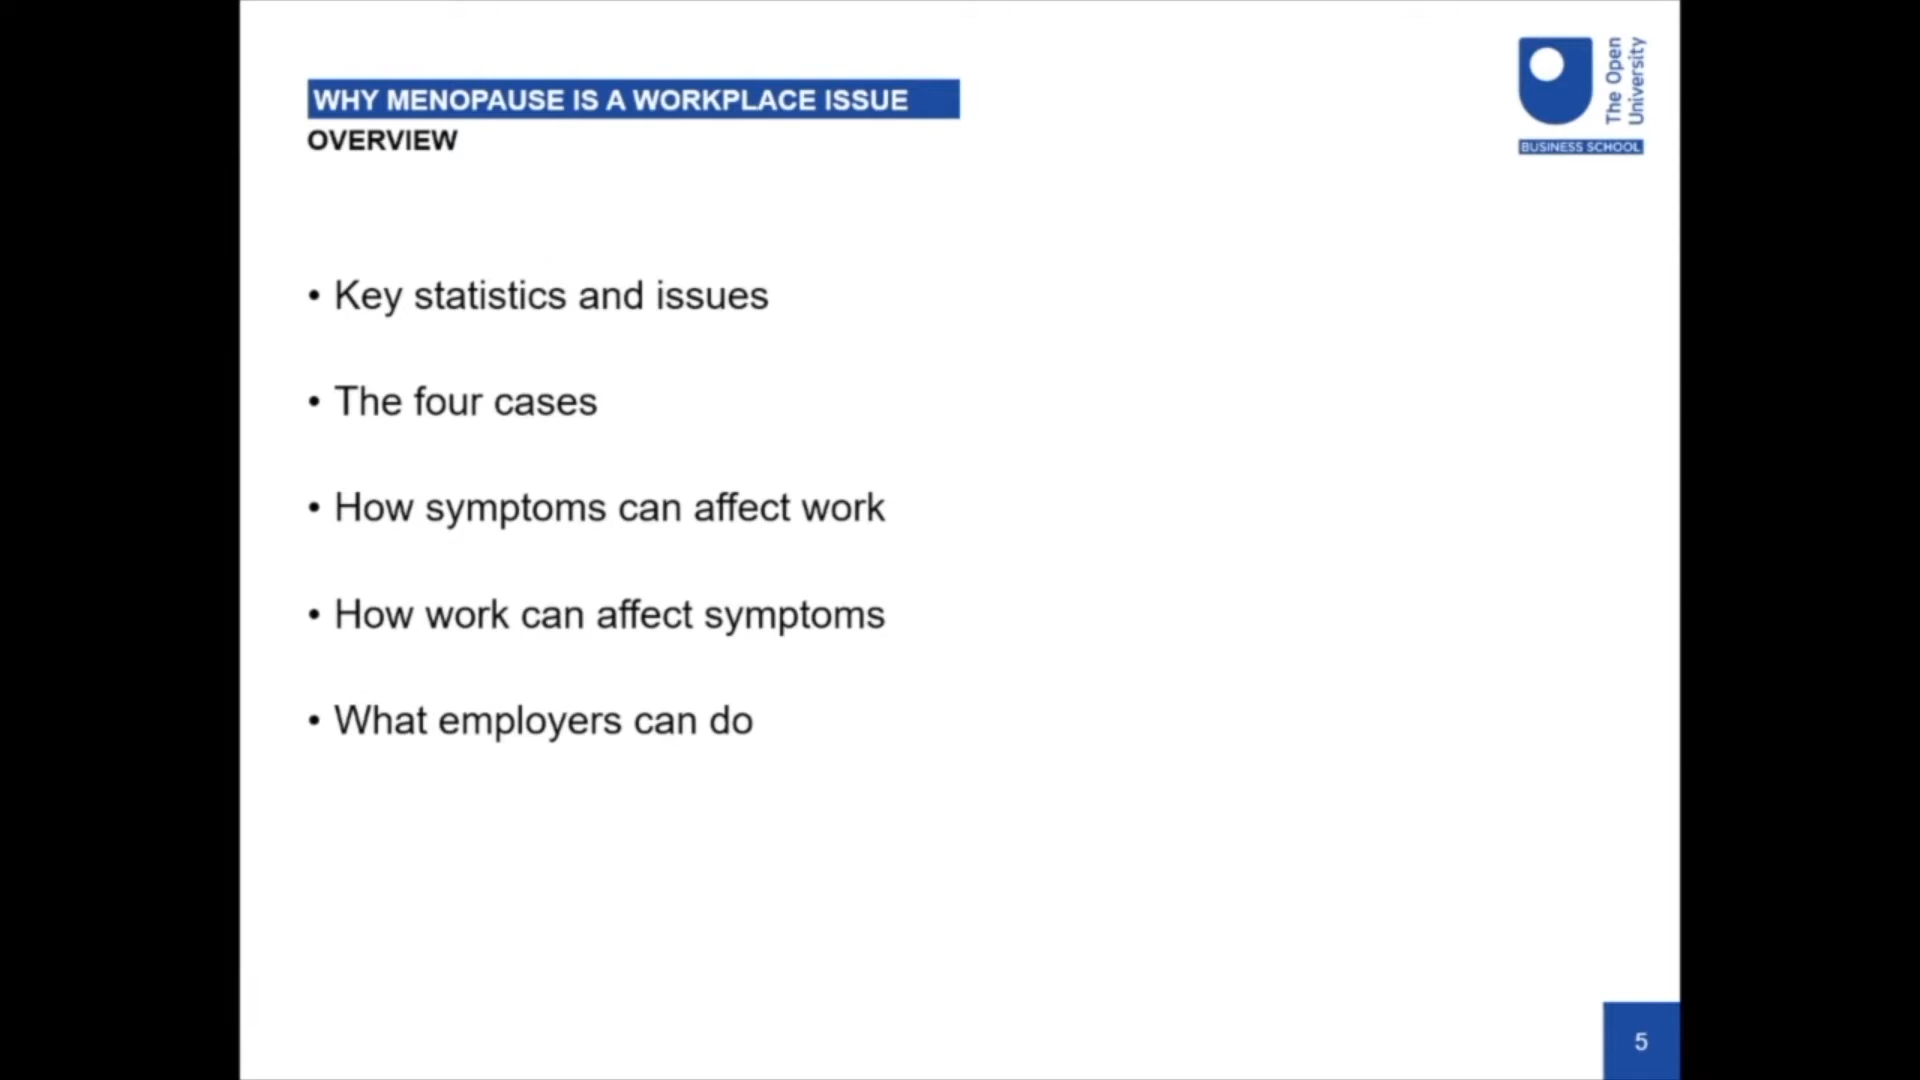 WHY MENOPAUSE IS A WORKPLACE ISSUE
OVERVIEW
The Open
University
BUSINESS SCHOOL
• Key statistics and issues
• The four cases
• How symptoms can affect work
• How work can affect symptoms
• What employers can do
5